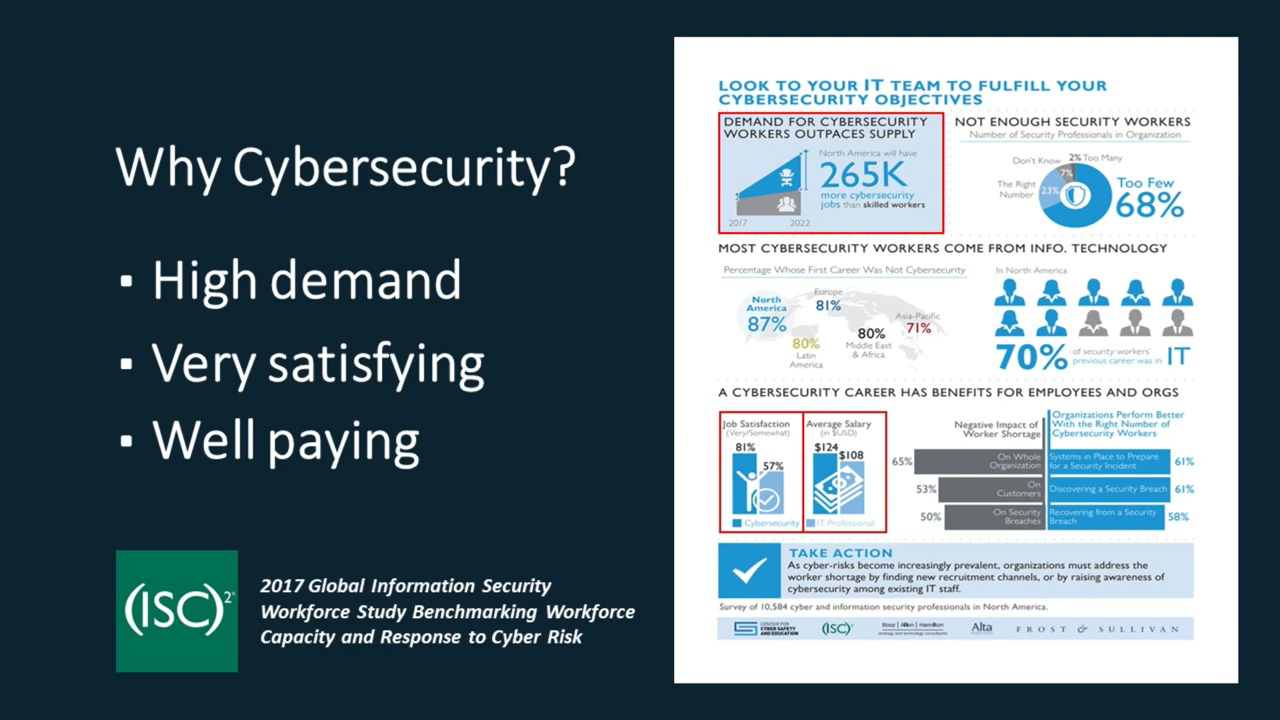 Why Cybersecurity?
▪ High demand
▪ Very satisfying
▪ Well paying
(ISC)²
2017 Global Information Security
Workforce Study Benchmarking Workforce
Capacity and Response to Cyber Risk
LOOK TO YOUR IT TEAM TO FULFILL YOUR
CYBERSECURITY OBJECTIVES
DEMAND FOR CYBERSECURITY
WORKERS OUTPACES SUPPLY
North America will have
265K
more cybersecurity
jobs than skilled workers
2017
2022
NOT ENOUGH SECURITY WORKERS
Number of Security Professionals in Organization
Don't Know
7%
2% Too Many
The Right
Number
23%
Too Few
68%
MOST CYBERSECURITY WORKERS COME FROM INFO. TECHNOLOGY
Percentage Whose First Career Was Not Cybersecurity
North
America
87%
Europe
81%
80%
Latin
America
80%
Middle East
& Africa
Asia-Pacific
71%
In North America
70% of security workers' previous career was in IT
A CYBERSECURITY CAREER HAS BENEFITS FOR EMPLOYEES AND ORGS
Job Satisfaction
(Very/Somewhat)
81%
57%
Average Salary
(in $USD)
$124
$108
Cybersecurity
IT Professional
Negative Impact of
Worker Shortage
65%
On Whole
Organization
53%
On
Customers
50%
On Security
Breaches
Organizations Perform Better
With the Right Number of
Cybersecurity Workers
Systems in Place to Prepare
for a Security Incident
61%
Discovering a Security Breach
61%
Recovering from a Security
Breach
58%
TAKE ACTION
As cyber-risks become increasingly prevalent, organizations must address the
worker shortage by finding new recruitment channels, or by raising awareness of
cybersecurity among existing IT staff.
Survey of 10,584 cyber and information security professionals in North America.
CENTER FOR
CYBER SAFETY
AND EDUCATION
(ISC)²
Booz | Allen | Hamilton
strategy and technology consultants
Alta
FROST & SULLIVAN